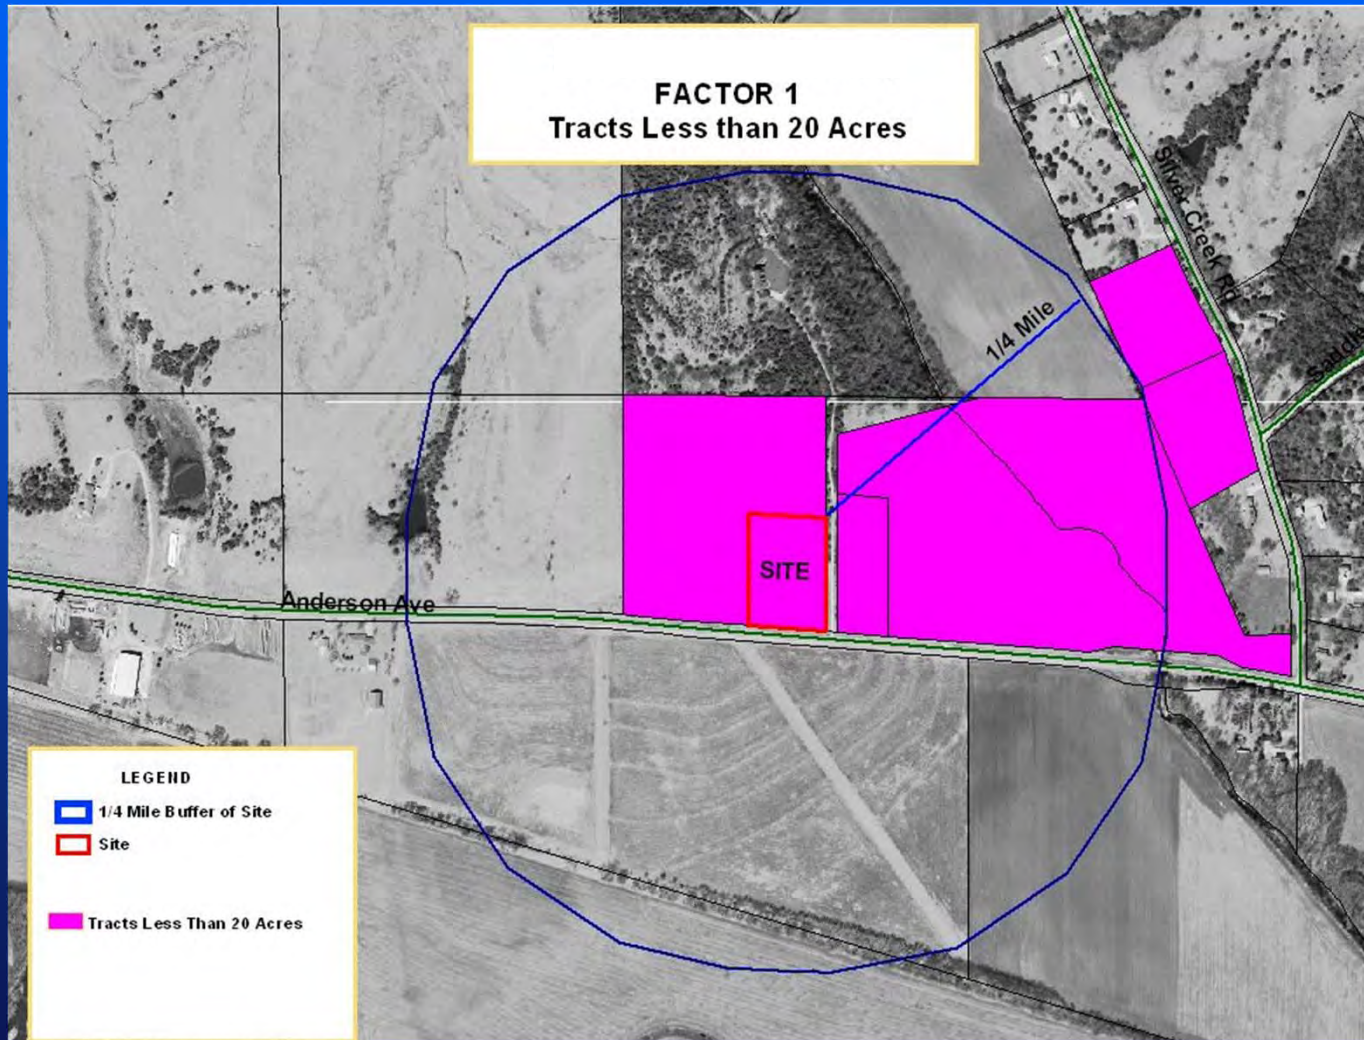 FACTOR 1
Tracts Less than 20 Acres
Silver Creek Rd
1/4 Mile
SITE
Anderson Ave
LEGEND
1/4 Mile Buffer of Site
Site
Tracts Less Than 20 Acres